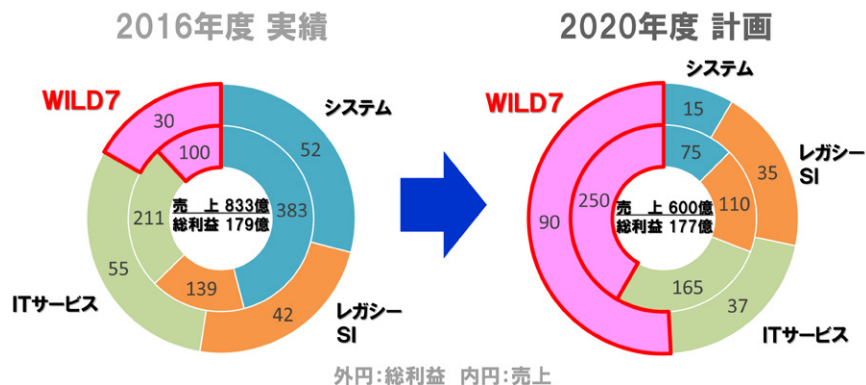 2016年度 実績
2020年度 計画
WILD7
システム
30
52
100
383
211
売 上 833億
総利益 179億
139
55
42
ITサービス
レガシー
SI
WILD7
システム
15
レガシー
SI
75
35
250
110
売 上 600億
総利益 177億
90
165
37
ITサービス
外円:総利益 内円:売上